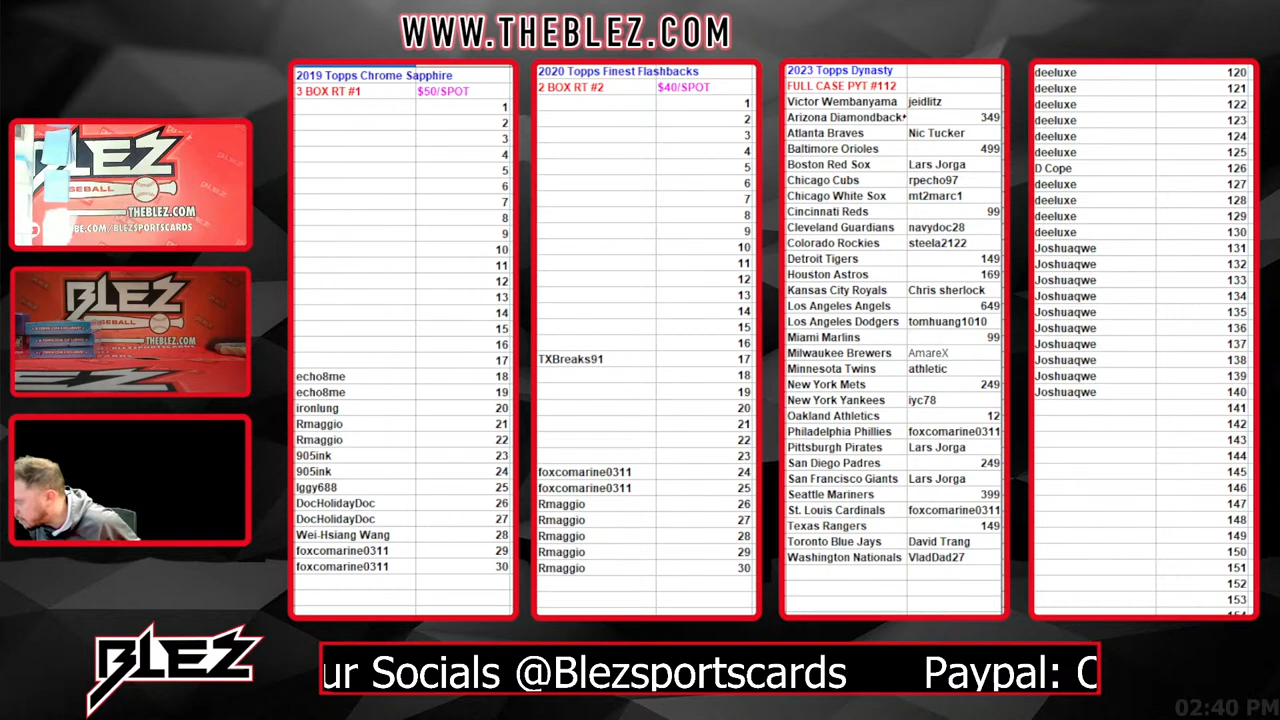 WWW.THEBLEZ.COM
BLEZ
BASEBALL
THEBLEZ.COM
BE.COM/BLEZSPORTSCARDS
BLEZ
BASEBALL
THEBLEZ.COM
2019 Topps Chrome Sapphire
3 BOX RT #1 $50/SPOT
1
2
3
4
5
6
7
8
9
10
11
12
13
14
15
16
17
echo8me 18
echo8me 19
ironlung 20
Rmaggio 21
Rmaggio 22
905ink 23
905ink 24
Iggy688 25
DocHolidayDoc 26
DocHolidayDoc 27
Wei-Hsiang Wang 28
foxcomarine0311 29
foxcomarine0311 30
2020 Topps Finest Flashbacks
2 BOX RT #2 $40/SPOT
1
2
3
4
5
6
7
8
9
10
11
12
13
14
15
16
TXBreaks91 17
18
19
20
21
22
23
foxcomarine0311 24
foxcomarine0311 25
Rmaggio 26
Rmaggio 27
Rmaggio 28
Rmaggio 29
Rmaggio 30
2023 Topps Dynasty
FULL CASE PYT #112
Victor Wembanyama jeidlitz
Arizona Diamondback 349
Atlanta Braves Nic Tucker
Baltimore Orioles 499
Boston Red Sox Lars Jorga
Chicago Cubs rpecho97
Chicago White Sox mt2marc1
Cincinnati Reds 99
Cleveland Guardians navydoc28
Colorado Rockies steela2122
Detroit Tigers 149
Houston Astros 169
Kansas City Royals Chris sherlock
Los Angeles Angels 649
Los Angeles Dodgers tomhuang1010
Miami Marlins 99
Milwaukee Brewers AmareX
Minnesota Twins athletic
New York Mets 249
New York Yankees iyc78
Oakland Athletics 12
Philadelphia Phillies foxcomarine0311
Pittsburgh Pirates Lars Jorga
San Diego Padres 249
San Francisco Giants Lars Jorga
Seattle Mariners 399
St. Louis Cardinals foxcomarine0311
Texas Rangers 149
Toronto Blue Jays David Trang
Washington Nationals VladDad27
deeluxe 120
deeluxe 121
deeluxe 122
deeluxe 123
deeluxe 124
deeluxe 125
D Cope 126
deeluxe 127
deeluxe 128
deeluxe 129
deeluxe 130
Joshuaqwe 131
Joshuaqwe 132
Joshuaqwe 133
Joshuaqwe 134
Joshuaqwe 135
Joshuaqwe 136
Joshuaqwe 137
Joshuaqwe 138
Joshuaqwe 139
Joshuaqwe 140
141
142
143
144
145
146
147
148
149
150
151
152
153
154
BLEZ
ur Socials @Blezsportscards Paypal: C
02:40 PM